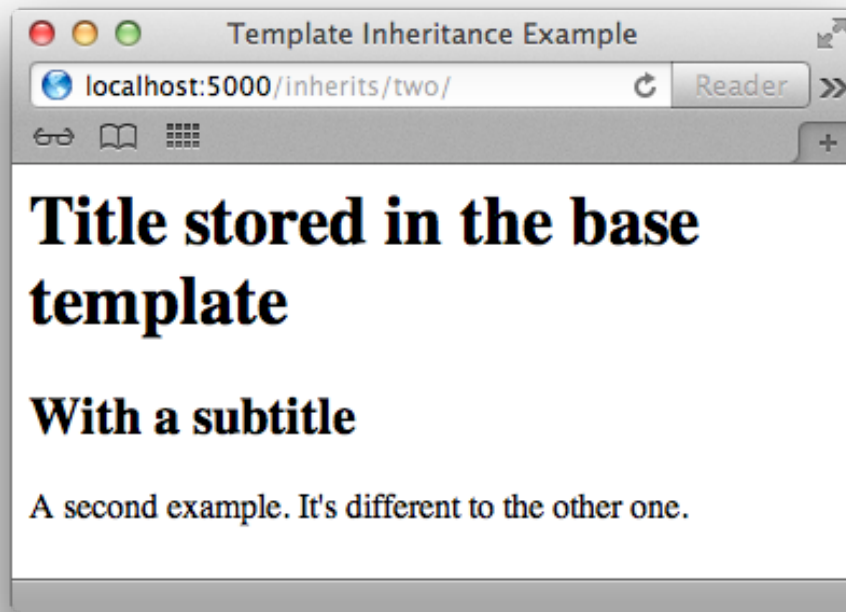 Template Inheritance Example
localhost:5000/inherits/two/
Reader
Title stored in the base
template
With a subtitle
A second example. It's different to the other one.